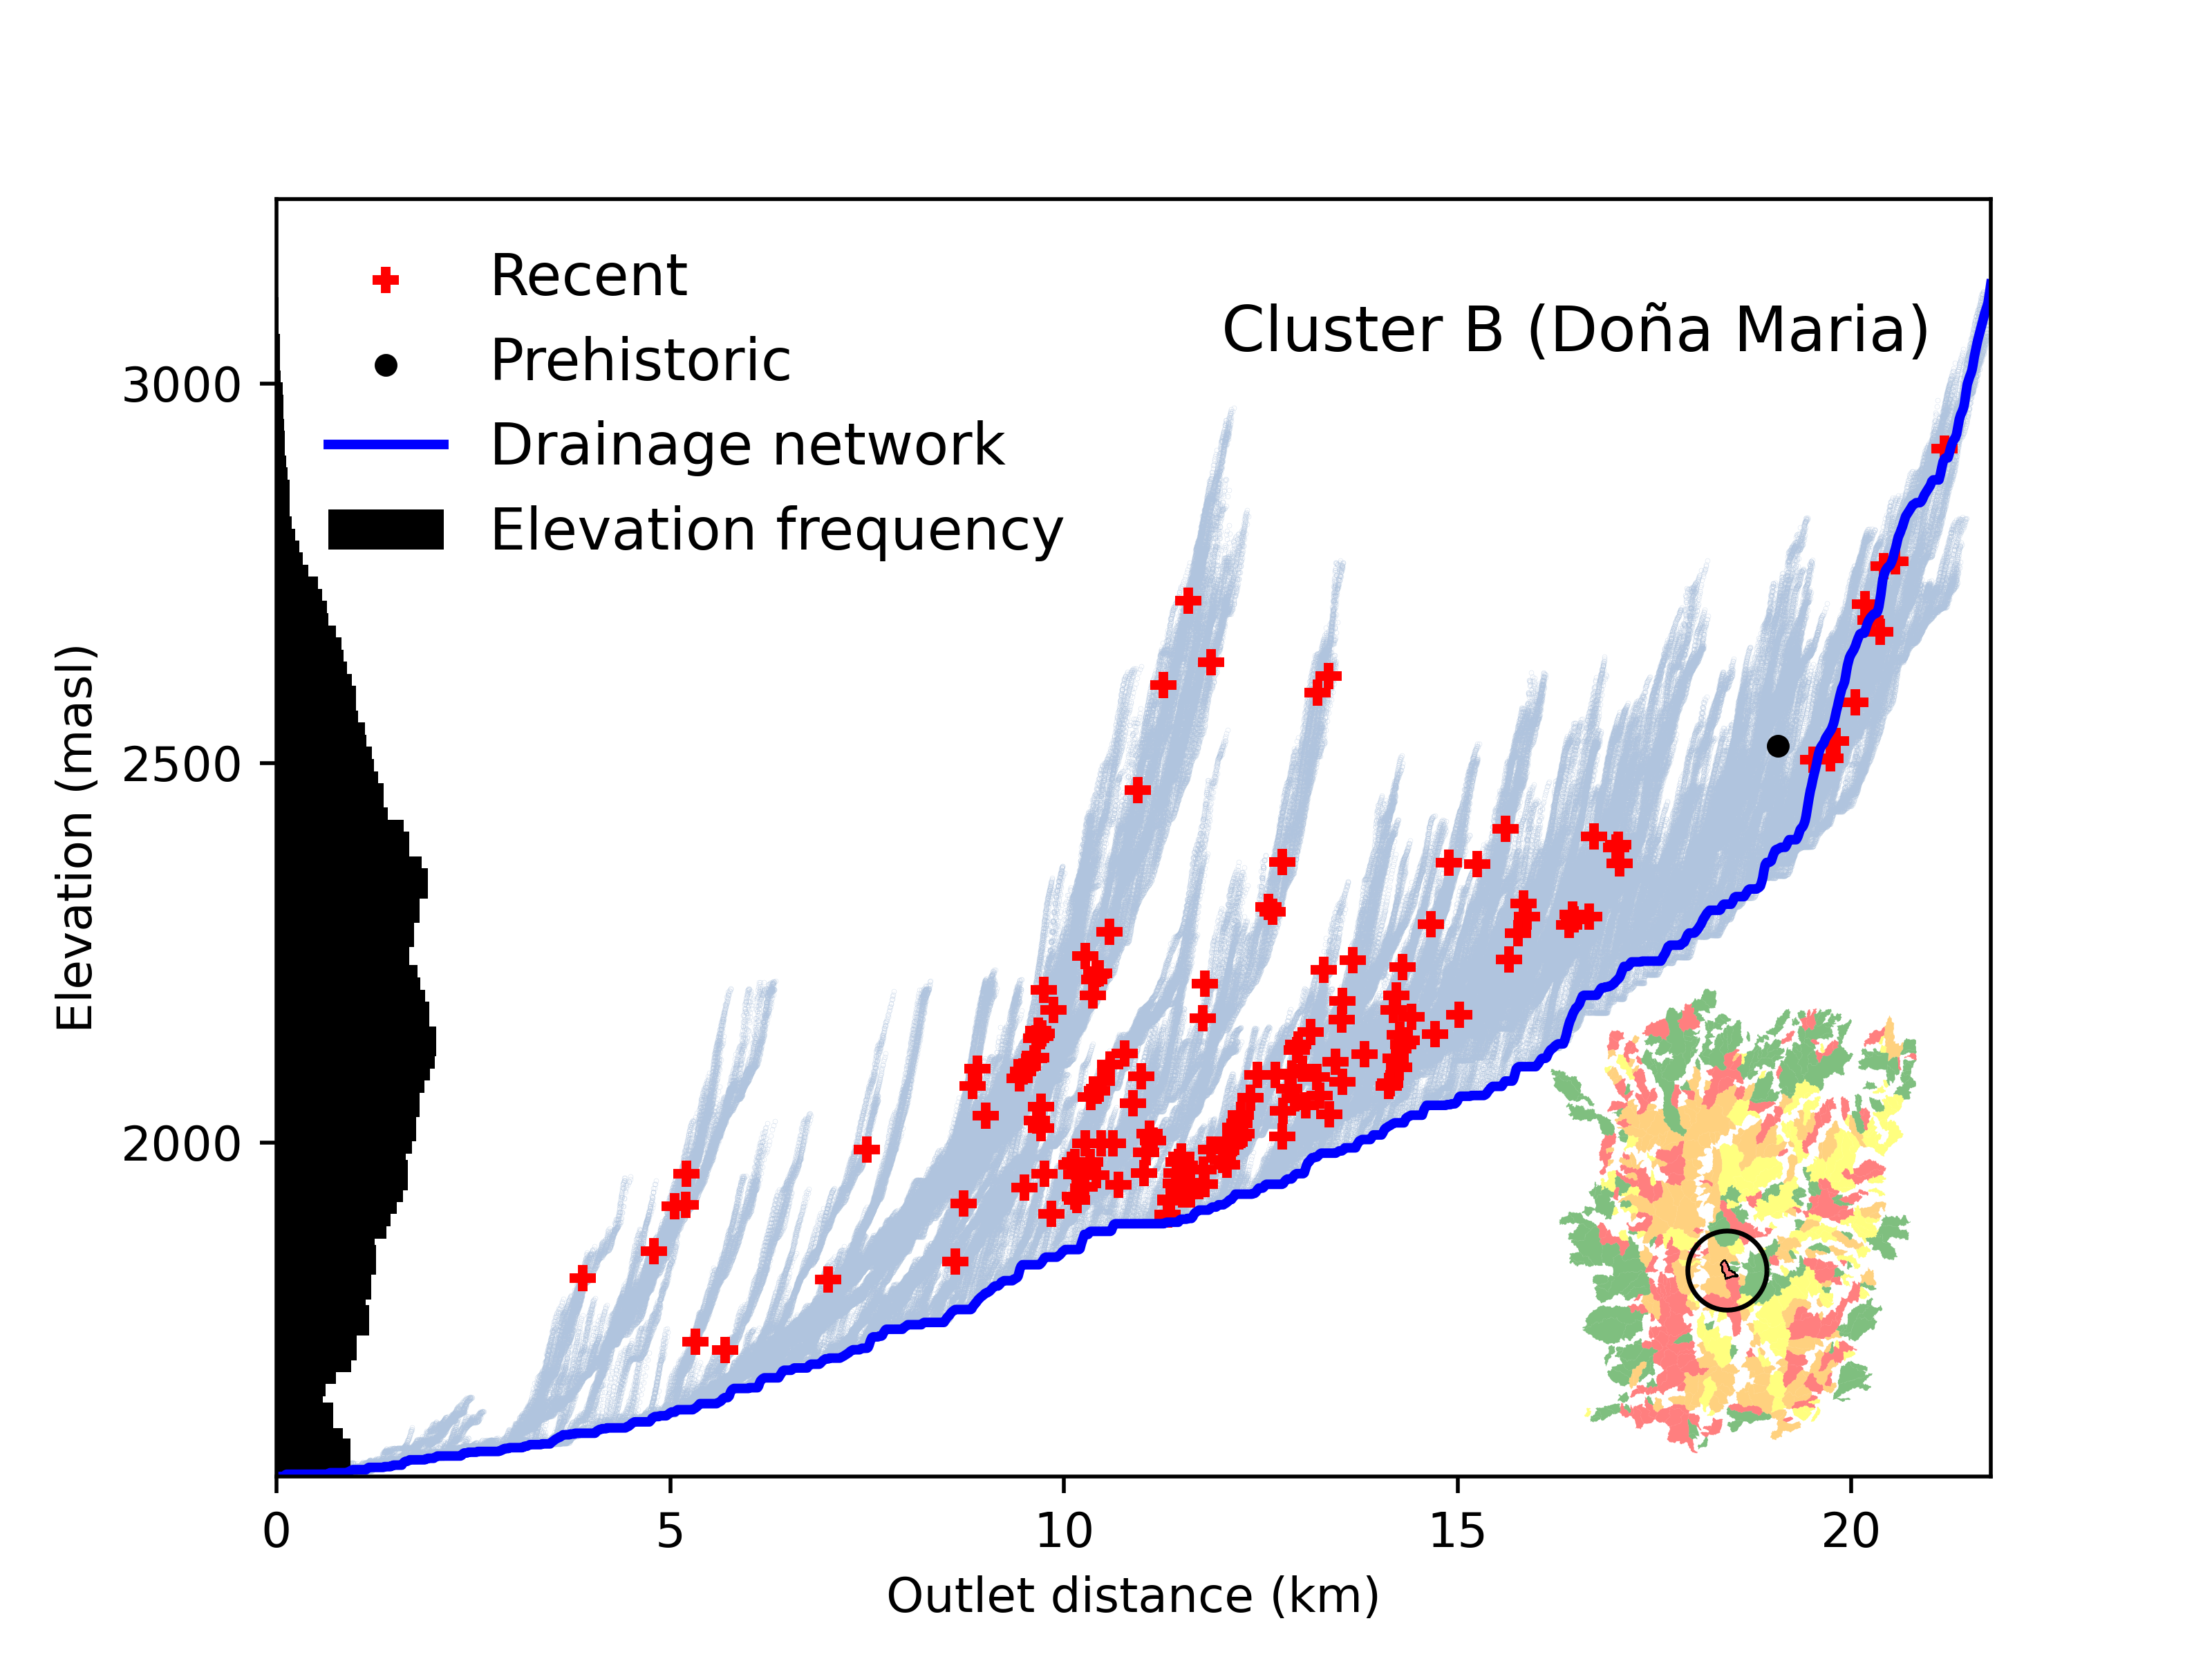 Recent
Prehistoric
Drainage network
Elevation frequency
Cluster B (Doña Maria)
3000
2500
2000
Elevation (masl)
0 5 10 15 20
Outlet distance (km)